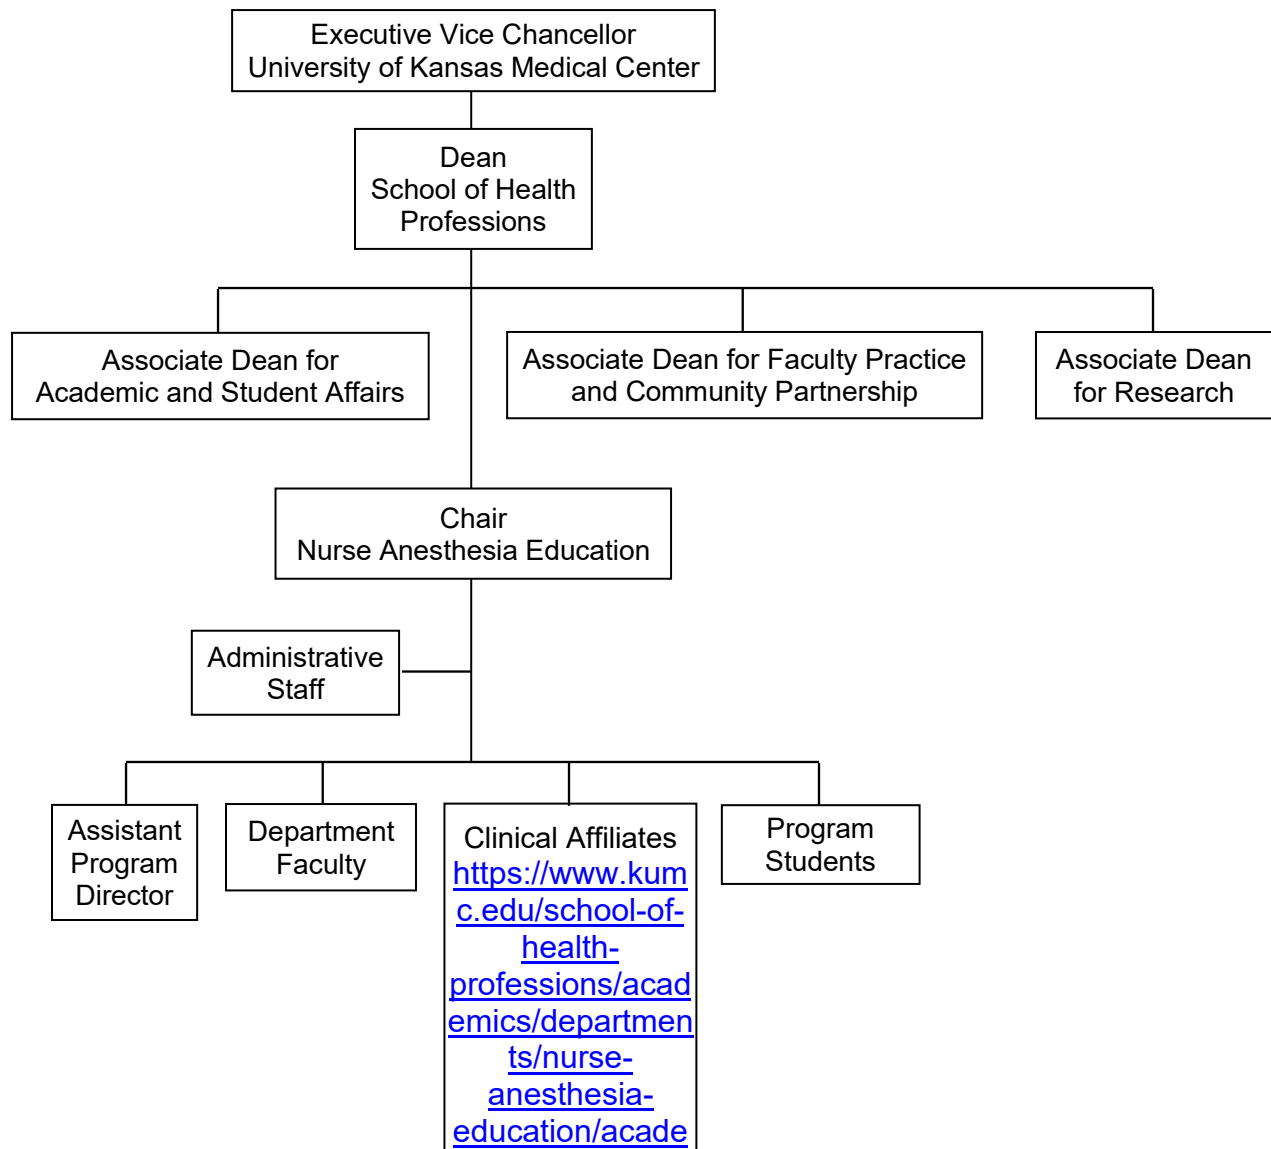 Executive Vice Chancellor
University of Kansas Medical Center
Dean
School of Health
Professions
Associate Dean for
Academic and Student Affairs
Associate Dean for Faculty Practice
and Community Partnership
Associate Dean
for Research
Chair
Nurse Anesthesia Education
Administrative
Staff
Assistant
Program
Director
Department
Faculty
Clinical Affiliates
https://www.kum
c.edu/school-of-
health-
professions/acad
emics/departmen
ts/nurse-
anesthesia-
education/acade
Program
Students